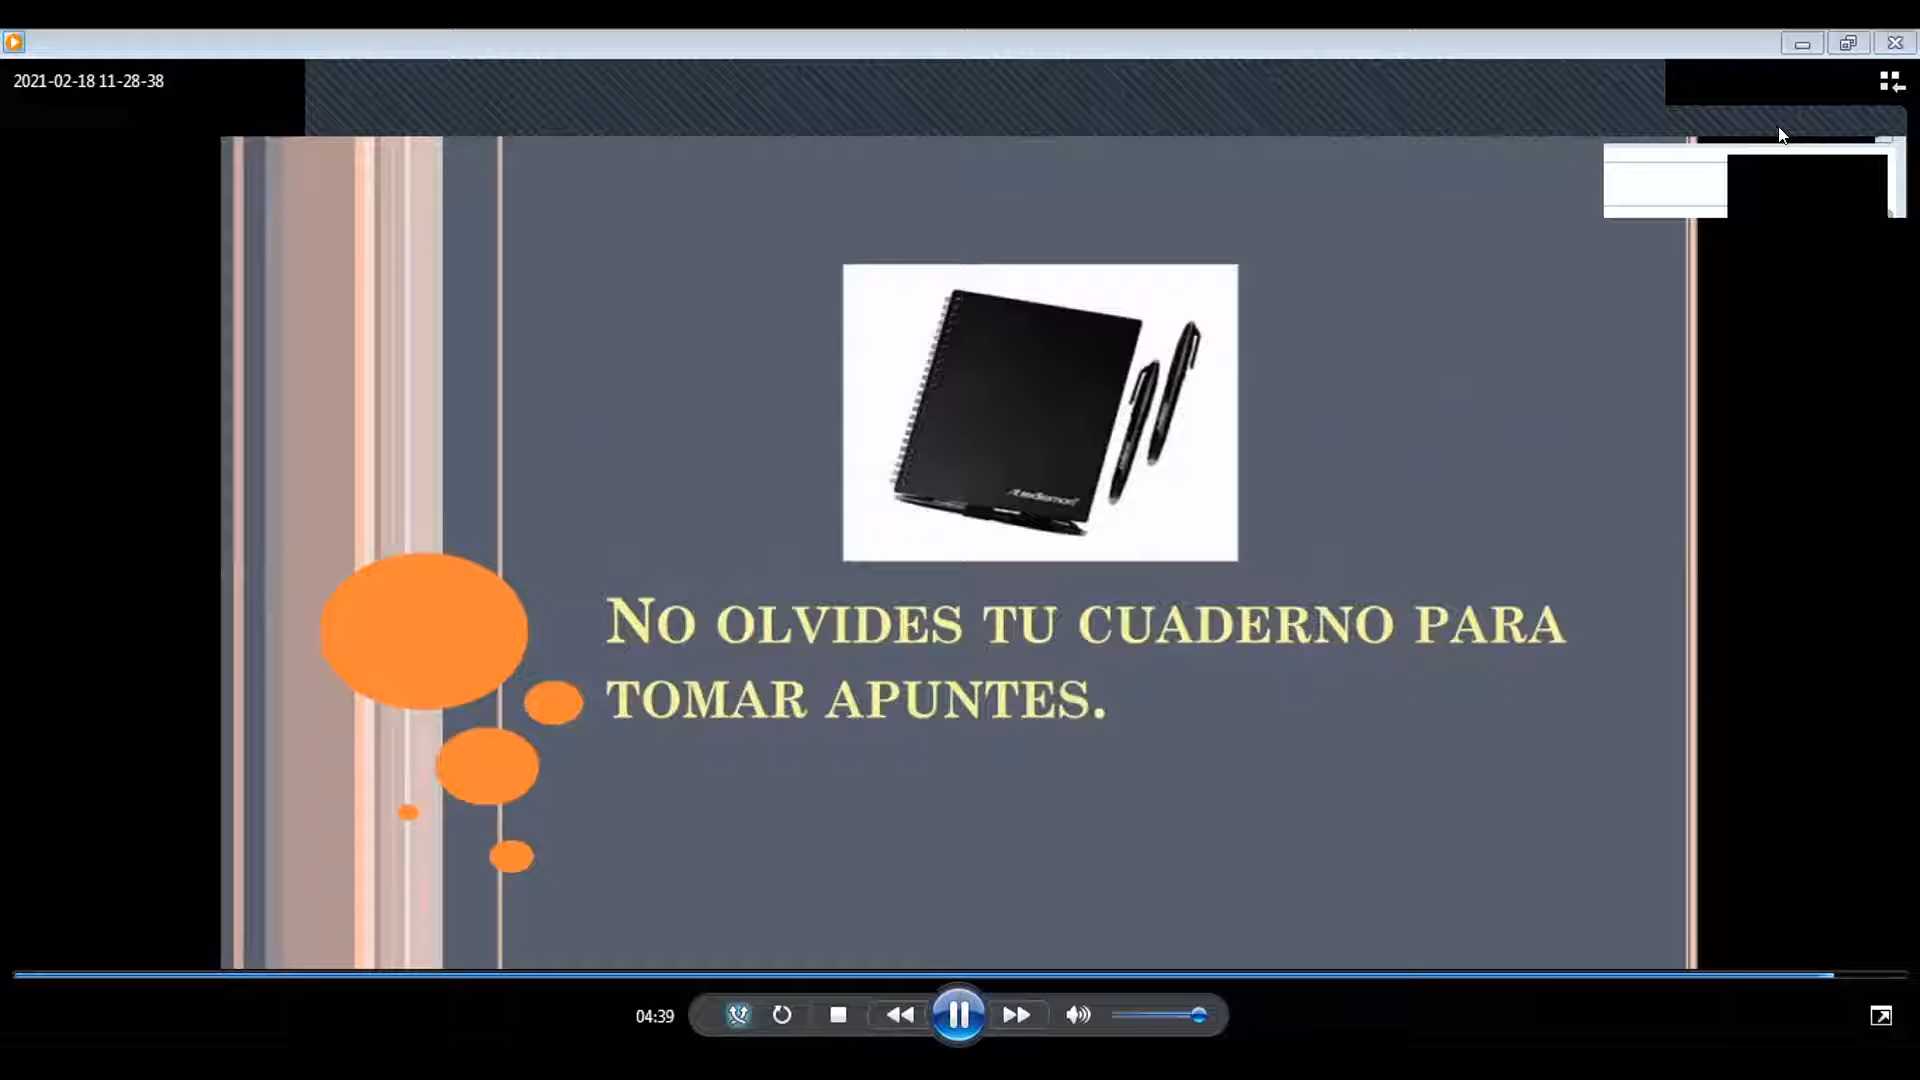 2021-02-18 11-28-38
NO OLVIDES TU CUADERNO PARA
TOMAR APUNTES.
04:39